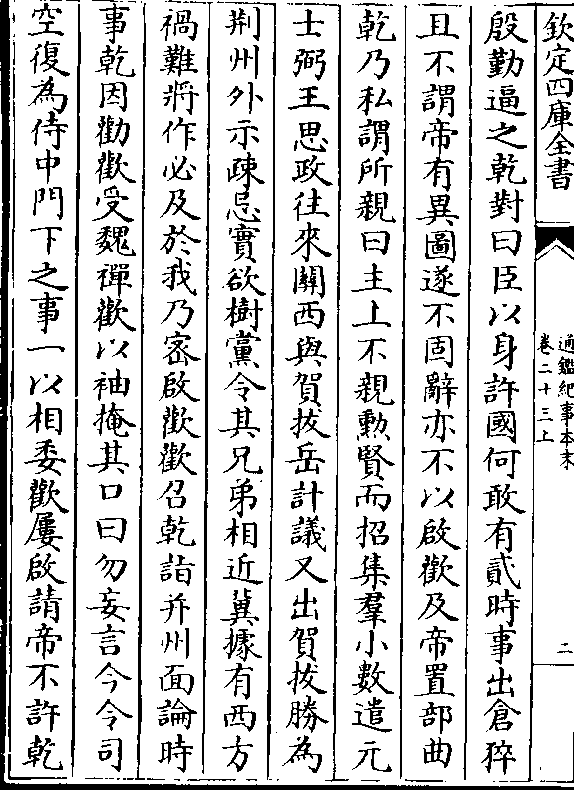 欽定四庫全書
通鑑紀事本末
卷二十三上
二
殷勤逼之乾對曰臣以身許國何敢有貳時事出倉猝
且不謂帝有異圖遂不固辭亦不以啟歡及帝置部曲
乾乃私謂所親曰主上不親勲賢而招集羣小數遣元
士弼王思政往來關西與賀拔岳計議又出賀拔勝為
荆州外示疎忌實欲樹黨令其兄弟相近冀據有西方
禍難將作必及於我乃宻啟歡歡召乾詣并州面論時
事乾因勸歡受魏禪歡以袖掩其口曰勿妄言今令司
空復為侍中門下之事一以相委歡屢啟請帝不許乾